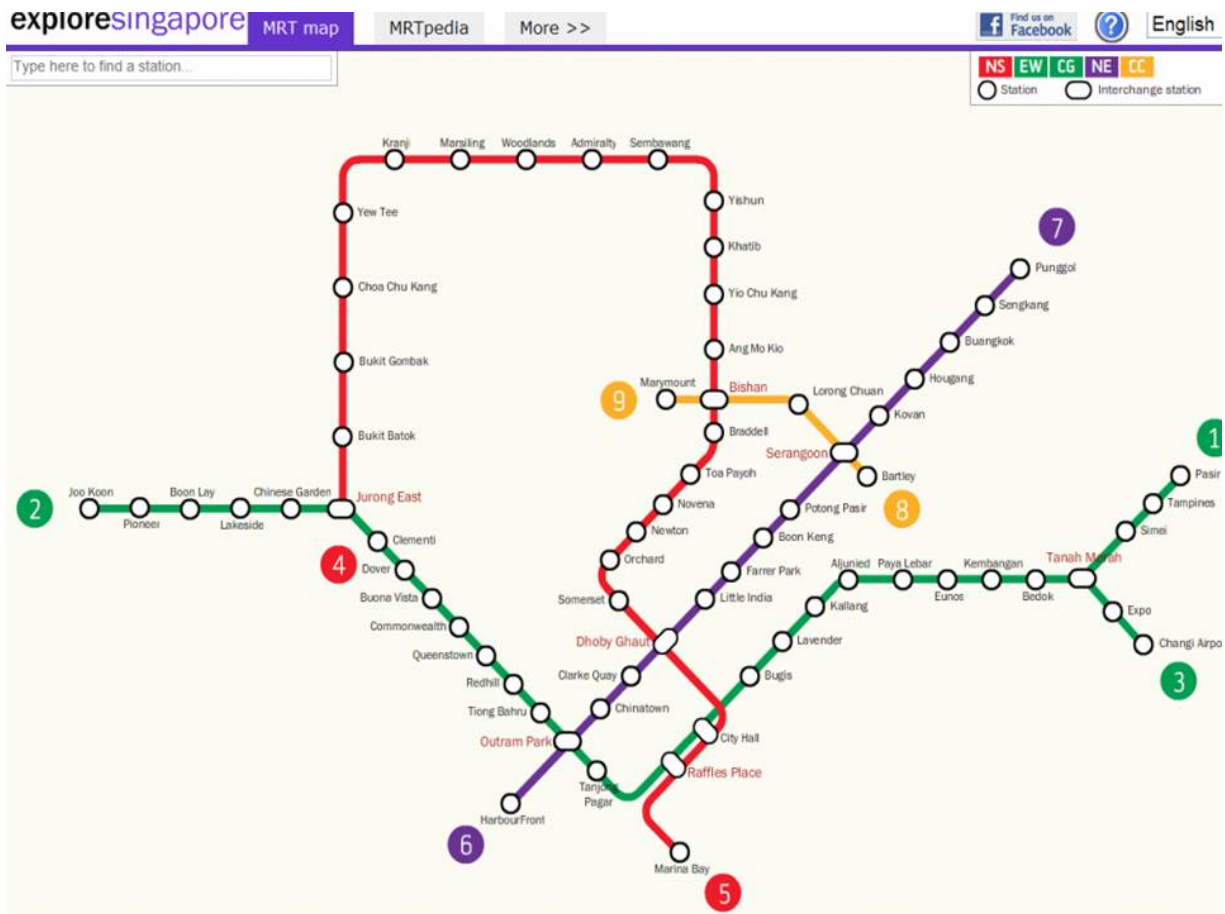 exploresingapore MRT map MRTpedia More >> Find us on Facebook ? English
Type here to find a station...
NS EW CG NE CC
Station Interchange station
Kranji Marsiling Woodlands Admiralty Sembawang
Yew Tee
Yishun
7
Khatib
Punggol
Choa Chu Kang
Yio Chu Kang
Sengkang
Buangkok
Ang Mo Kio
Bukit Gombak
Hougang
Marymount
Bishan
Lorong Chuan
9
Kovan
Braddell
Bukit Batok
1
Serangoon
Toa Payoh
Bartley
Pasir
Joo Koon Boon Lay Chinese Garden
Jurong East
Novena
Tampines
2
Pioneer Lakeside
Potong Pasir
8
Newton
Simei
Clementi
Boon Keng
4
Orchard
Tanah Merah
Dover
Farrer Park
Aljunied Paya Lebar Kembangan
Buona Vista
Somerset
Little India
Eunos Bedok
Kallang
Expo
Commonwealth
Dhoby Ghaut
Lavender
Changi Airpo
Queenstown
Clarke Quay
Bugis
3
Redhill
Chinatown
Tiong Bahru
City Hall
Outram Park
Raffles Place
Tanjong
Pagar
HarbourFront
6
Marina Bay
5